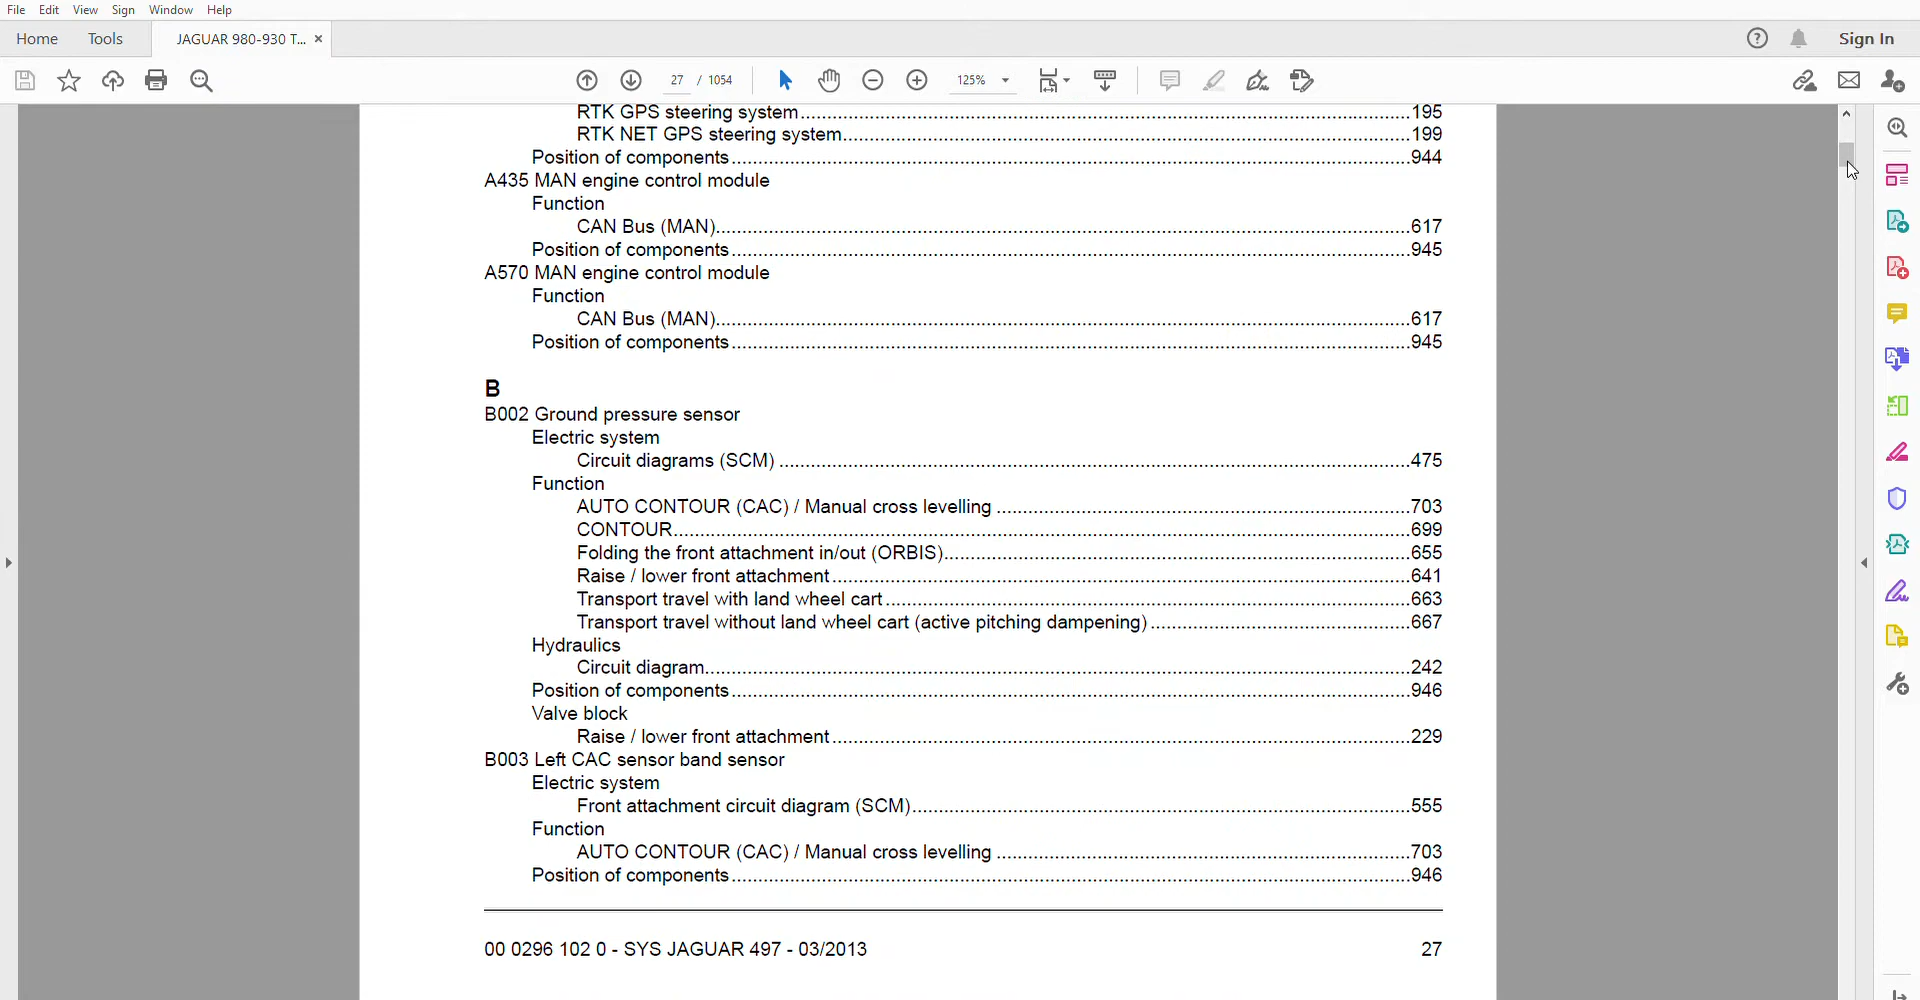 File Edit View Sign Window Help
Home Tools JAGUAR 980-930 T... × Sign In
27 / 1054 125%
RTK GPS steering system 195
RTK NET GPS steering system 199
Position of components 944
A435 MAN engine control module
Function
CAN Bus (MAN) 617
Position of components 945
A570 MAN engine control module
Function
CAN Bus (MAN) 617
Position of components 945
B
B002 Ground pressure sensor
Electric system
Circuit diagrams (SCM) 475
Function
AUTO CONTOUR (CAC) / Manual cross levelling 703
CONTOUR 699
Folding the front attachment in/out (ORBIS) 655
Raise / lower front attachment 641
Transport travel with land wheel cart 663
Transport travel without land wheel cart (active pitching dampening) 667
Hydraulics
Circuit diagram 242
Position of components 946
Valve block
Raise / lower front attachment 229
B003 Left CAC sensor band sensor
Electric system
Front attachment circuit diagram (SCM) 555
Function
AUTO CONTOUR (CAC) / Manual cross levelling 703
Position of components 946
00 0296 102 0 - SYS JAGUAR 497 - 03/2013 27